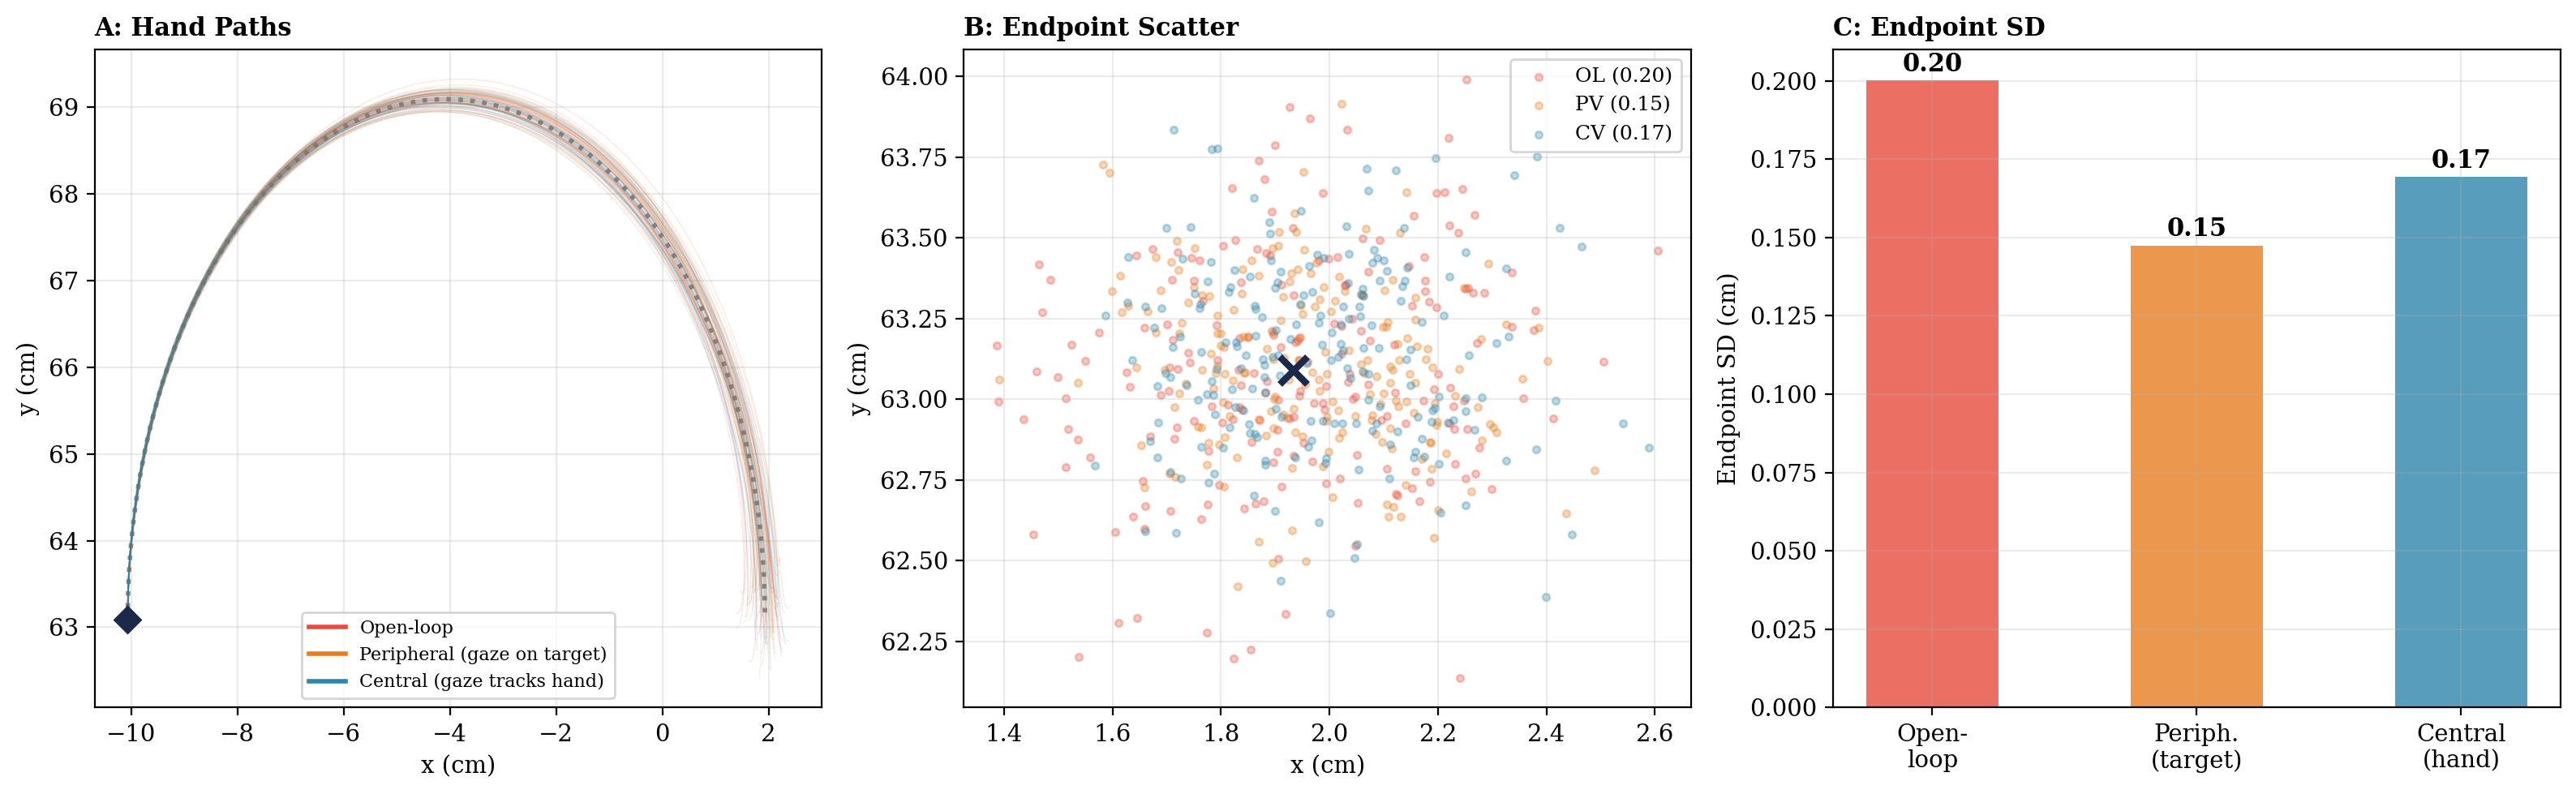 A: Hand Paths
69
68
67
66
65
64
63
y (cm)
−10
−8
−6
−4
−2
0
2
x (cm)
Open-loop
Peripheral (gaze on target)
Central (gaze tracks hand)
B: Endpoint Scatter
64.00
63.75
63.50
63.25
63.00
62.75
62.50
62.25
y (cm)
1.4
1.6
1.8
2.0
2.2
2.4
2.6
x (cm)
OL (0.20)
PV (0.15)
CV (0.17)
C: Endpoint SD
0.200
0.175
0.150
0.125
0.100
0.075
0.050
0.025
0.000
Endpoint SD (cm)
0.20
0.15
0.17
Open-
loop
Periph.
(target)
Central
(hand)